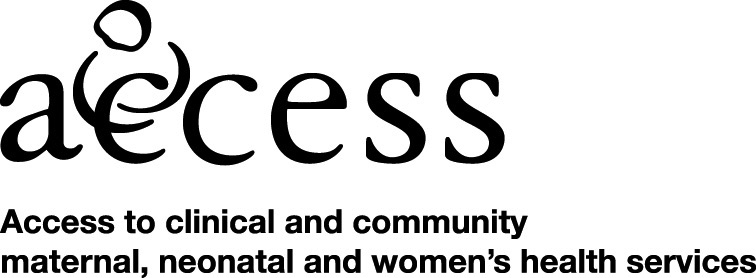 access
Access to clinical and community
maternal, neonatal and women’s health services